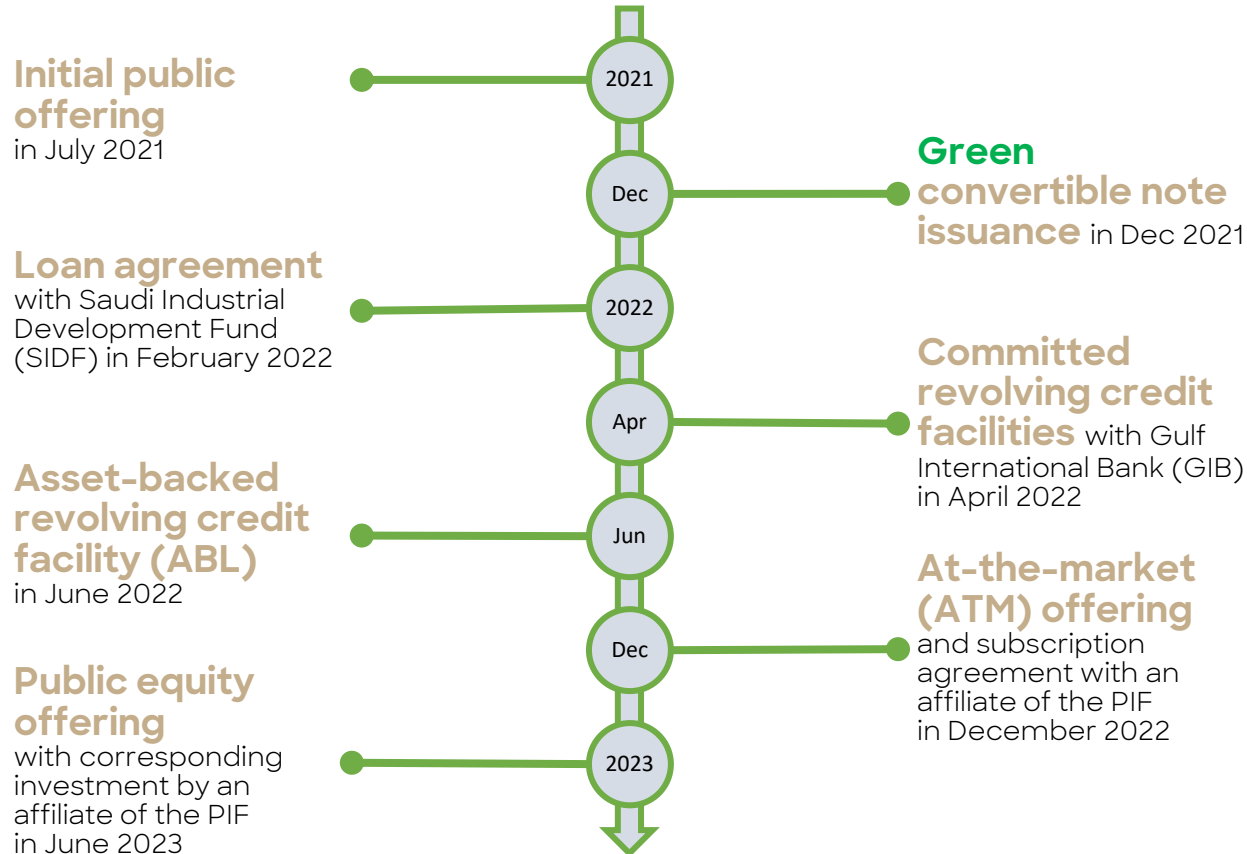 2021
Initial public
offering
in July 2021
Dec
Green
convertible note
issuance in Dec 2021
2022
Loan agreement
with Saudi Industrial
Development Fund
(SIDF) in February 2022
Apr
Committed
revolving credit
facilities with Gulf
International Bank (GIB)
in April 2022
Jun
Asset-backed
revolving credit
facility (ABL)
in June 2022
Dec
At-the-market
(ATM) offering
and subscription
agreement with an
affiliate of the PIF
in December 2022
2023
Public equity
offering
with corresponding
investment by an
affiliate of the PIF
in June 2023